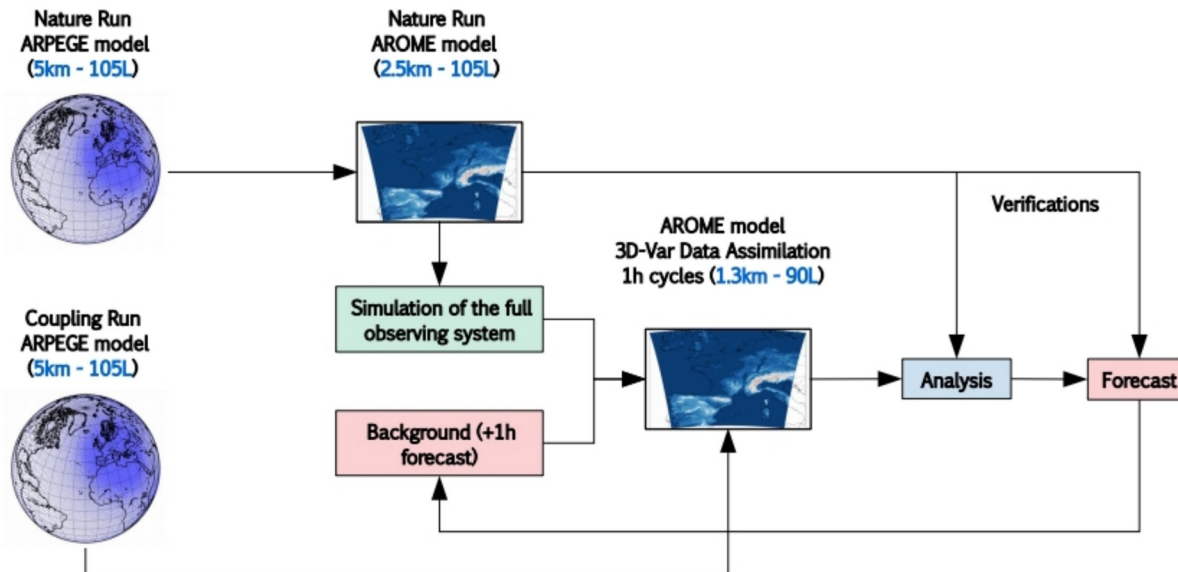 Nature Run
ARPEGE model
(5km - 105L)
Nature Run
AROME model
(2.5km - 105L)
Verifications
AROME model
3D-Var Data Assimilation
1h cycles (1.3km - 90L)
Simulation of the full
observing system
Coupling Run
ARPEGE model
(5km - 105L)
Analysis
Forecast
Background (+1h
forecast)